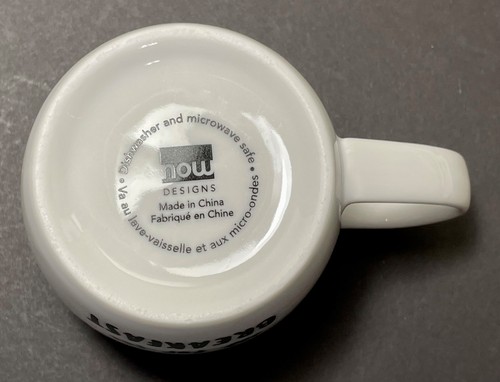 Dishwasher and microwave safe •
now
DESIGNS
Made in China
Fabriqué en Chine
Va au lave-vaisselle et aux micro-ondes •
BREAKFAST